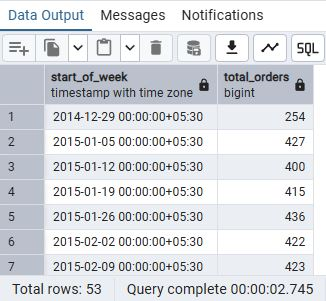 Data Output Messages Notifications
SQL
start_of_week total_orders
timestamp with time zone bigint
1 2014-12-29 00:00:00+05:30 254
2 2015-01-05 00:00:00+05:30 427
3 2015-01-12 00:00:00+05:30 400
4 2015-01-19 00:00:00+05:30 415
5 2015-01-26 00:00:00+05:30 436
6 2015-02-02 00:00:00+05:30 422
7 2015-02-09 00:00:00+05:30 423
Total rows: 53 Query complete 00:00:02.745